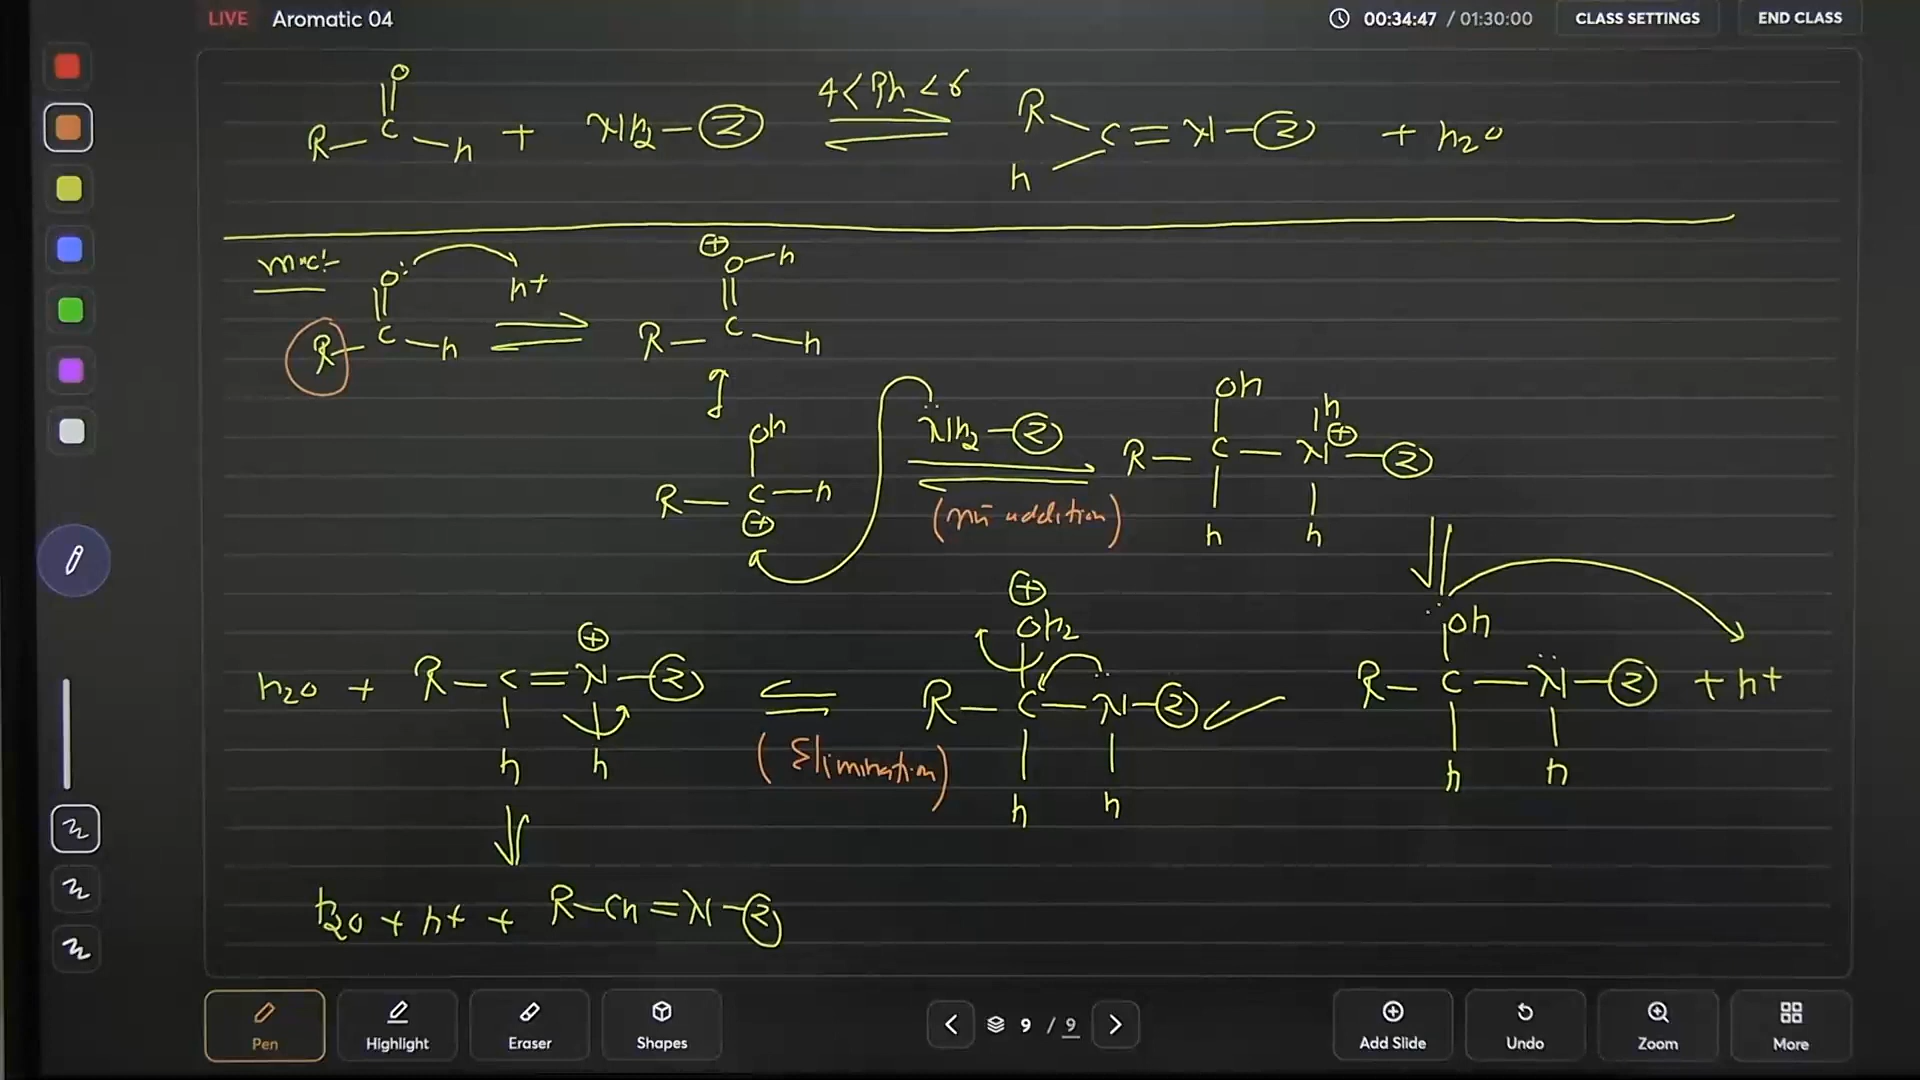 LIVE Aromatic 04 00:34:47 / 01:30:00 CLASS SETTINGS END CLASS
O
R—C—h + NH2—Z 4<Ph<6 R C=N—Z + h2O
h
mec:-
O: h+ ⊕ O—h
R—C—h R—C—h
Oh NH2—Z Oh h
R—C—h R—C—N⊕—Z
⊕ (Nu addition) h h
⊕ ⊕ OH2 Oh
h2O + R—C=N—Z R—C—N—Z R—C—N—Z + h+
h h (Elimination) h h h h
h2O + h+ + R—Ch=N—Z
Pen Highlight Eraser Shapes 9 / 9 Add Slide Undo Zoom More